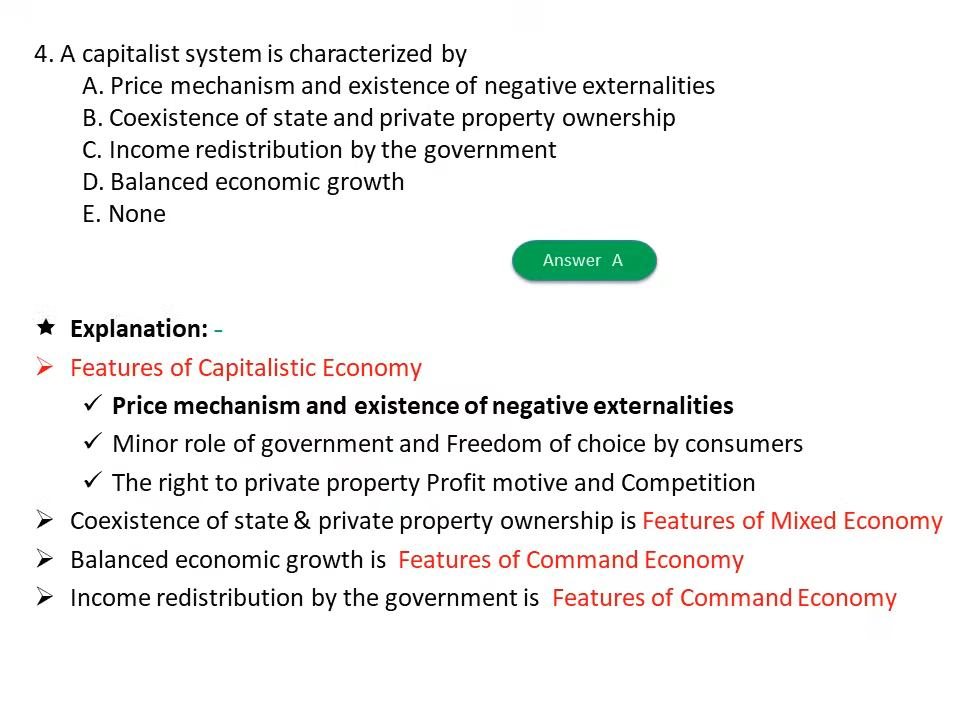 4. A capitalist system is characterized by
A. Price mechanism and existence of negative externalities
B. Coexistence of state and private property ownership
C. Income redistribution by the government
D. Balanced economic growth
E. None
Answer A
★ Explanation: -
➢ Features of Capitalistic Economy
✓ Price mechanism and existence of negative externalities
✓ Minor role of government and Freedom of choice by consumers
✓ The right to private property Profit motive and Competition
➢ Coexistence of state & private property ownership is Features of Mixed Economy
➢ Balanced economic growth is Features of Command Economy
➢ Income redistribution by the government is Features of Command Economy